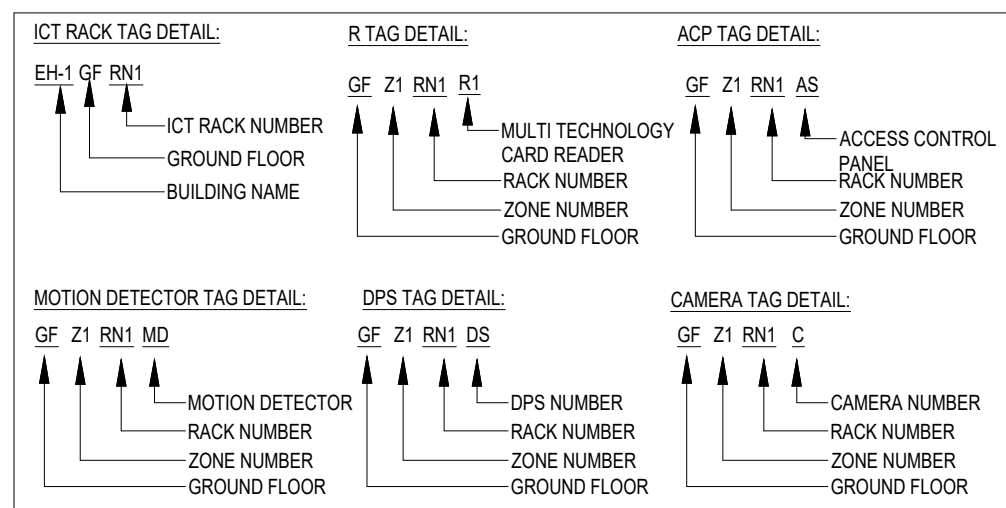 ICT RACK TAG DETAIL:
EH-1 GF RN1
ICT RACK NUMBER
GROUND FLOOR
BUILDING NAME
R TAG DETAIL:
GF Z1 RN1 R1
MULTI TECHNOLOGY
CARD READER
RACK NUMBER
ZONE NUMBER
GROUND FLOOR
ACP TAG DETAIL:
GF Z1 RN1 AS
ACCESS CONTROL
PANEL
RACK NUMBER
ZONE NUMBER
GROUND FLOOR
MOTION DETECTOR TAG DETAIL:
GF Z1 RN1 MD
MOTION DETECTOR
RACK NUMBER
ZONE NUMBER
GROUND FLOOR
DPS TAG DETAIL:
GF Z1 RN1 DS
DPS NUMBER
RACK NUMBER
ZONE NUMBER
GROUND FLOOR
CAMERA TAG DETAIL:
GF Z1 RN1 C
CAMERA NUMBER
RACK NUMBER
ZONE NUMBER
GROUND FLOOR